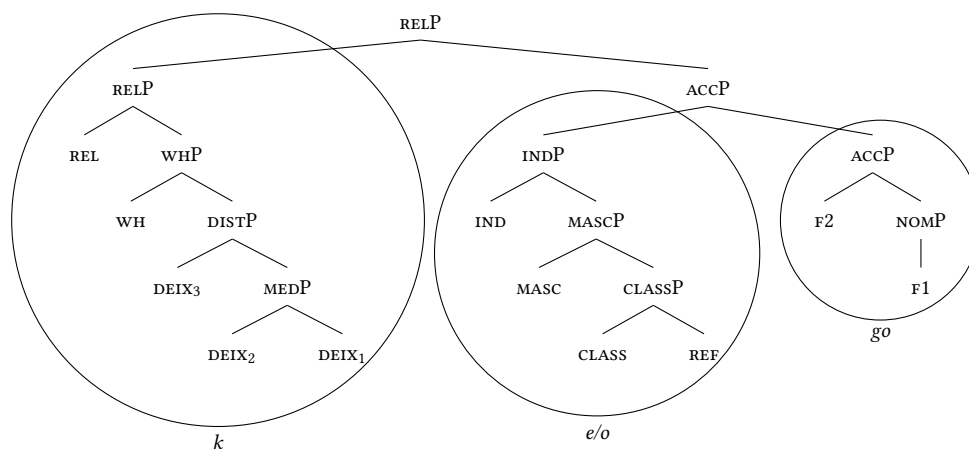 RELP
RELP ACCP
REL WHP INDP ACCP
WH DISTP IND MASCP F2 NOMP
DEIX3 MEDP MASC CLASSP F1
DEIX2 DEIX1 CLASS REF
go
k e/o